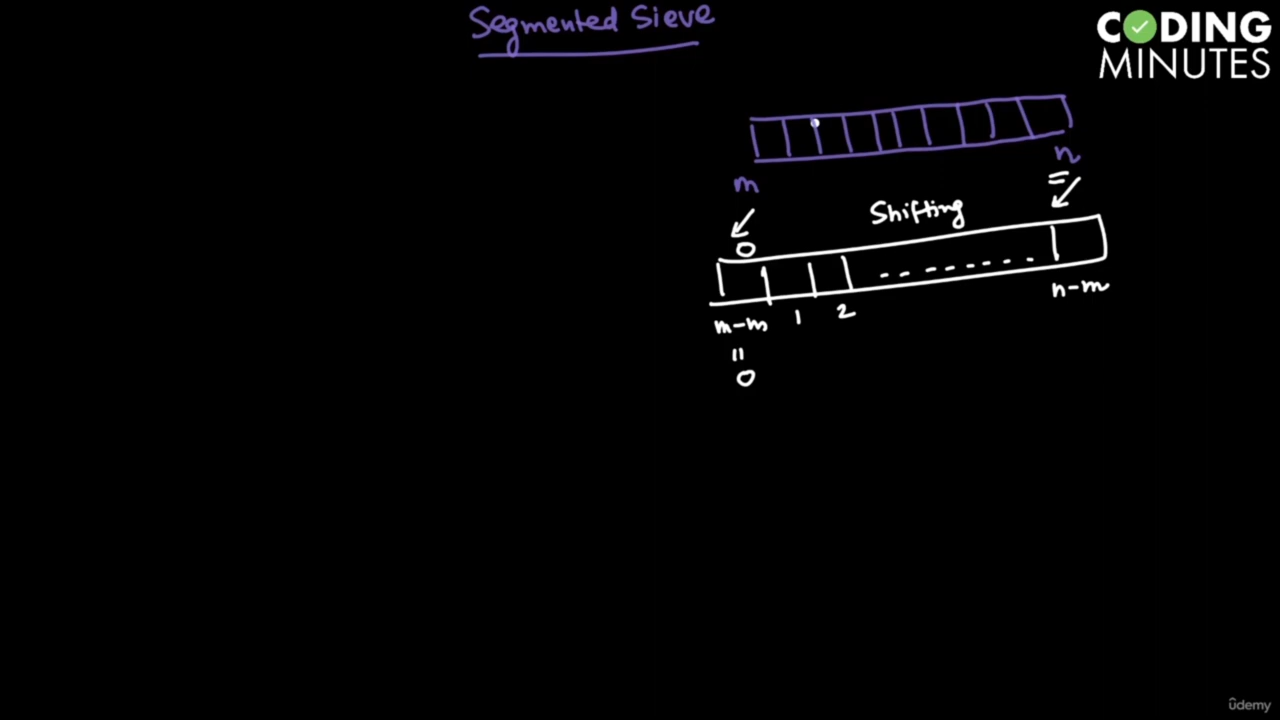 Segmented Sieve
CODING
MINUTES
m
n
=
Shifting
0
m-m
1
2
n-m
=
0
udemy